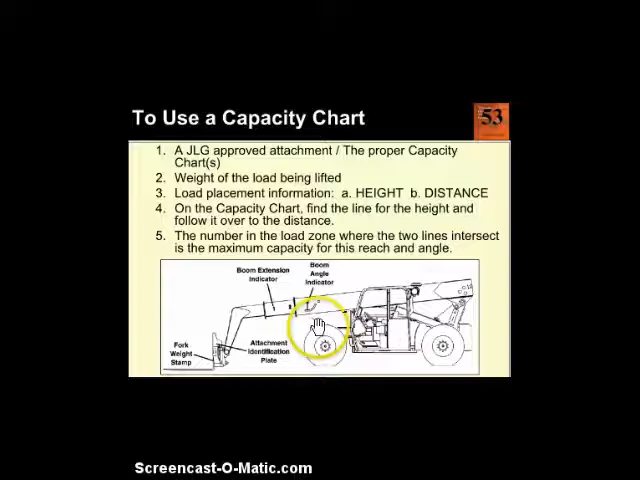 To Use a Capacity Chart
53
1. A JLG approved attachment / The proper Capacity
Chart(s)
2. Weight of the load being lifted
3. Load placement information: a. HEIGHT b. DISTANCE
4. On the Capacity Chart, find the line for the height and
follow it over to the distance.
5. The number in the load zone where the two lines intersect
is the maximum capacity for this reach and angle.
Boom Extension
Indicator
Boom
Angle
Indicator
Fork
Weight
Stamp
Attachment
Identification
Plate
Screencast-O-Matic.com